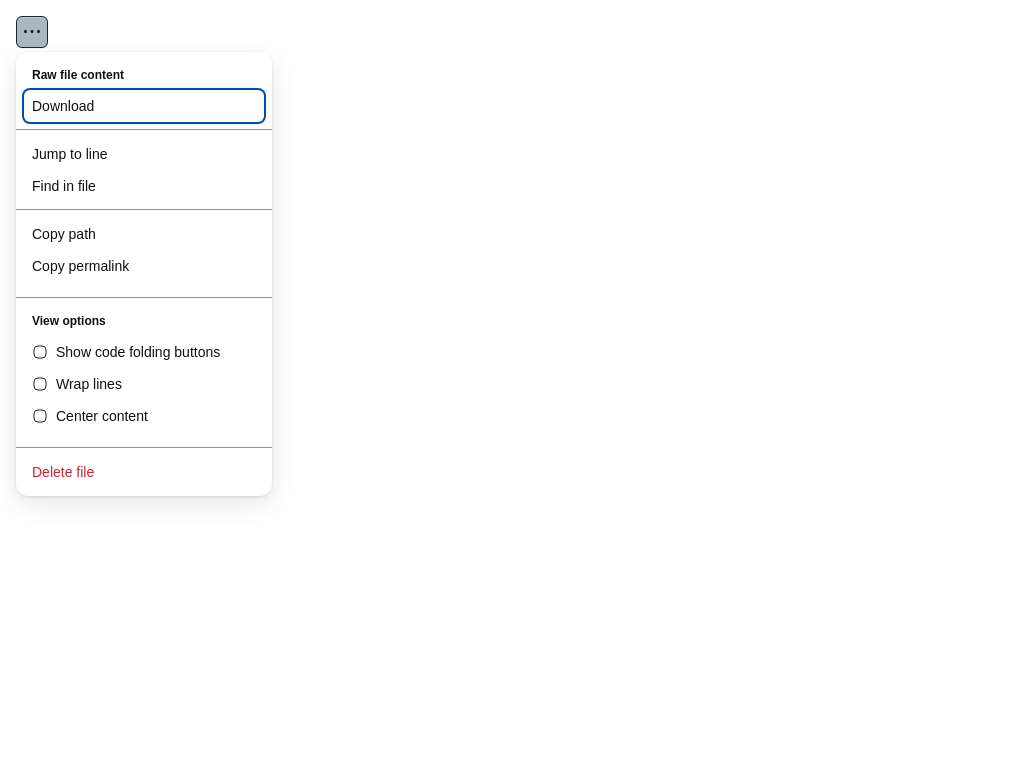 Raw file content
Download
Jump to line
Find in file
Copy path
Copy permalink
View options
Show code folding buttons
Wrap lines
Center content
Delete file